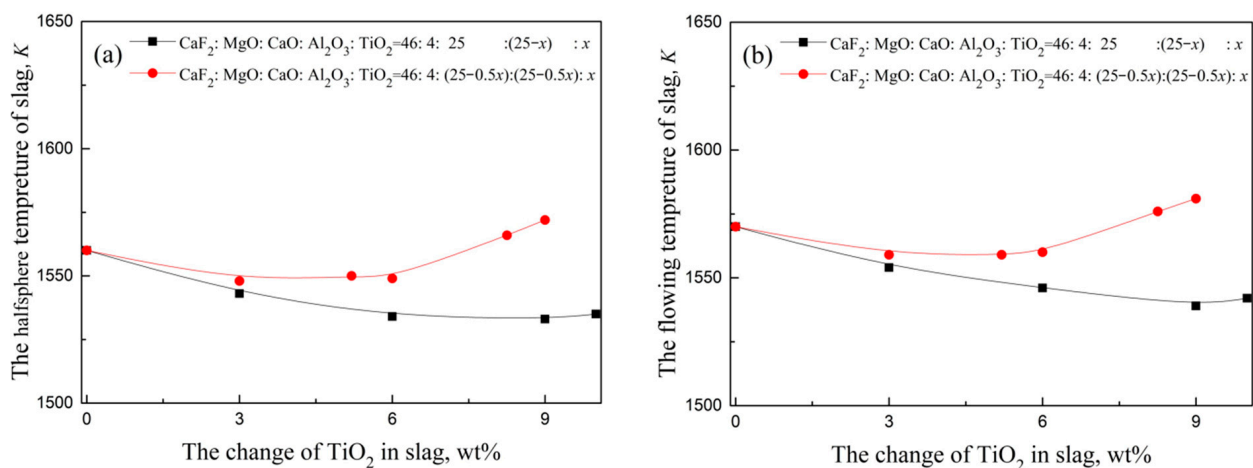 (a)
CaF2: MgO: CaO: Al2O3: TiO2=46: 4: 25 :(25−x) : x
CaF2: MgO: CaO: Al2O3: TiO2=46: 4: (25−0.5x):(25−0.5x): x
The halfsphere tempreture of slag, K
1650
1600
1550
1500
0 3 6 9
The change of TiO2 in slag, wt%
(b)
CaF2: MgO: CaO: Al2O3: TiO2=46: 4: 25 :(25−x) : x
CaF2: MgO: CaO: Al2O3: TiO2=46: 4: (25−0.5x):(25−0.5x): x
The flowing tempreture of slag, K
1650
1600
1550
1500
0 3 6 9
The change of TiO2 in slag, wt%